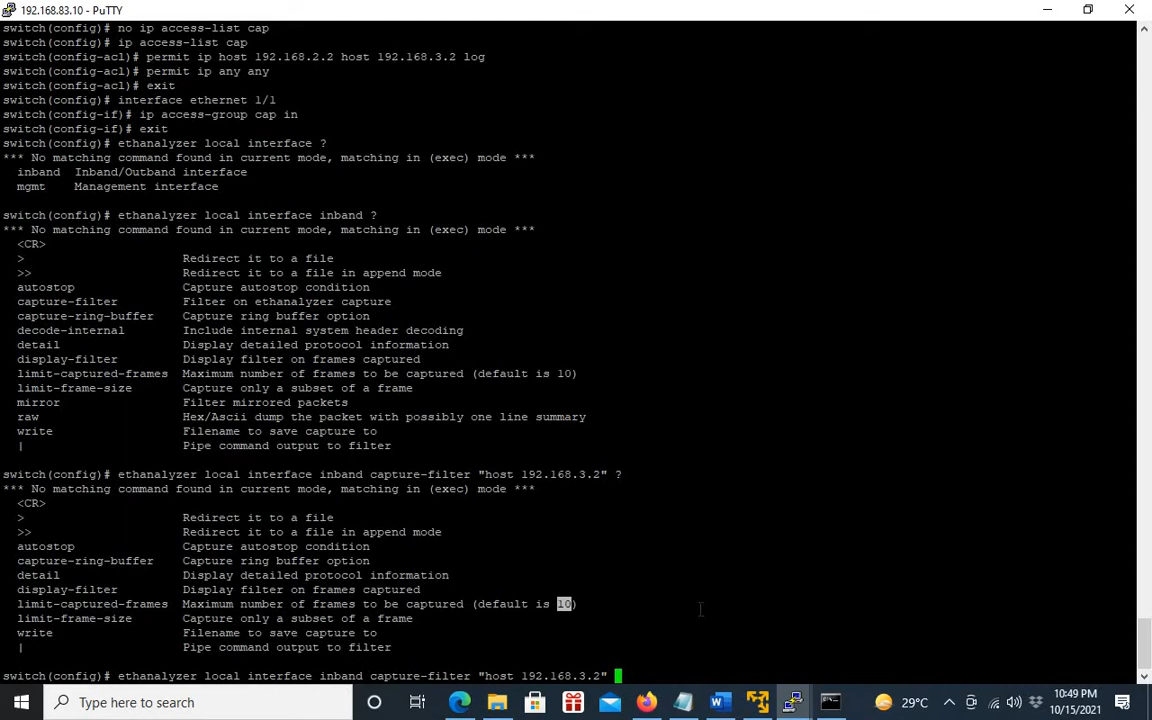 192.168.83.10 - PuTTY
switch(config)# no ip access-list cap
switch(config)# ip access-list cap
switch(config-acl)# permit ip host 192.168.2.2 host 192.168.3.2 log
switch(config-acl)# permit ip any any
switch(config-acl)# exit
switch(config)# interface ethernet 1/1
switch(config-if)# ip access-group cap in
switch(config-if)# exit
switch(config)# ethanalyzer local interface ?
*** No matching command found in current mode, matching in (exec) mode ***
inband Inband/Outband interface
mgmt Management interface
switch(config)# ethanalyzer local interface inband ?
*** No matching command found in current mode, matching in (exec) mode ***
<CR>
> Redirect it to a file
>> Redirect it to a file in append mode
autostop Capture autostop condition
capture-filter Filter on ethanalyzer capture
capture-ring-buffer Capture ring buffer option
decode-internal Include internal system header decoding
detail Display detailed protocol information
display-filter Display filter on frames captured
limit-captured-frames Maximum number of frames to be captured (default is 10)
limit-frame-size Capture only a subset of a frame
mirror Filter mirrored packets
raw Hex/Ascii dump the packet with possibly one line summary
write Filename to save capture to
| Pipe command output to filter
switch(config)# ethanalyzer local interface inband capture-filter "host 192.168.3.2" ?
*** No matching command found in current mode, matching in (exec) mode ***
<CR>
> Redirect it to a file
>> Redirect it to a file in append mode
autostop Capture autostop condition
capture-ring-buffer Capture ring buffer option
detail Display detailed protocol information
display-filter Display filter on frames captured
limit-captured-frames Maximum number of frames to be captured (default is 10)
limit-frame-size Capture only a subset of a frame
write Filename to save capture to
| Pipe command output to filter
switch(config)# ethanalyzer local interface inband capture-filter "host 192.168.3.2"
Type here to search
29°C
10:49 PM
10/15/2021